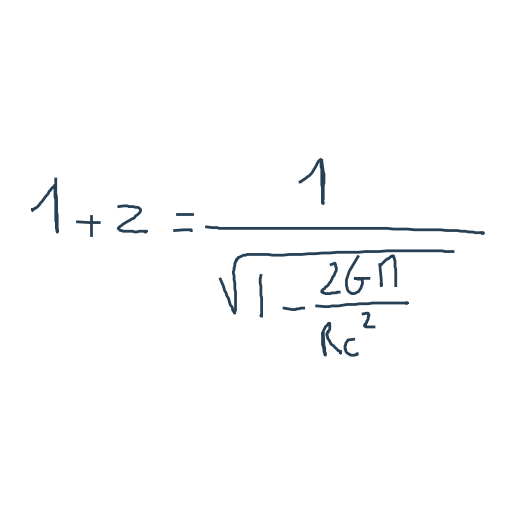 1 + z = 1 / √(1 - 2GM / Rc²)